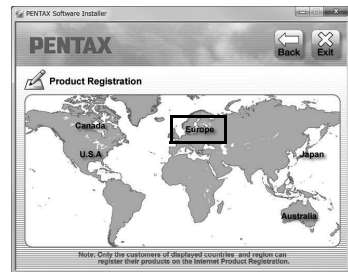 PENTAX Software Installer
PENTAX
Back Exit
Product Registration
Canada
Europe
U.S.A
Japan
Australia
Note: Only the customers of displayed countries and region can
register their products on the Internet Product Registration.